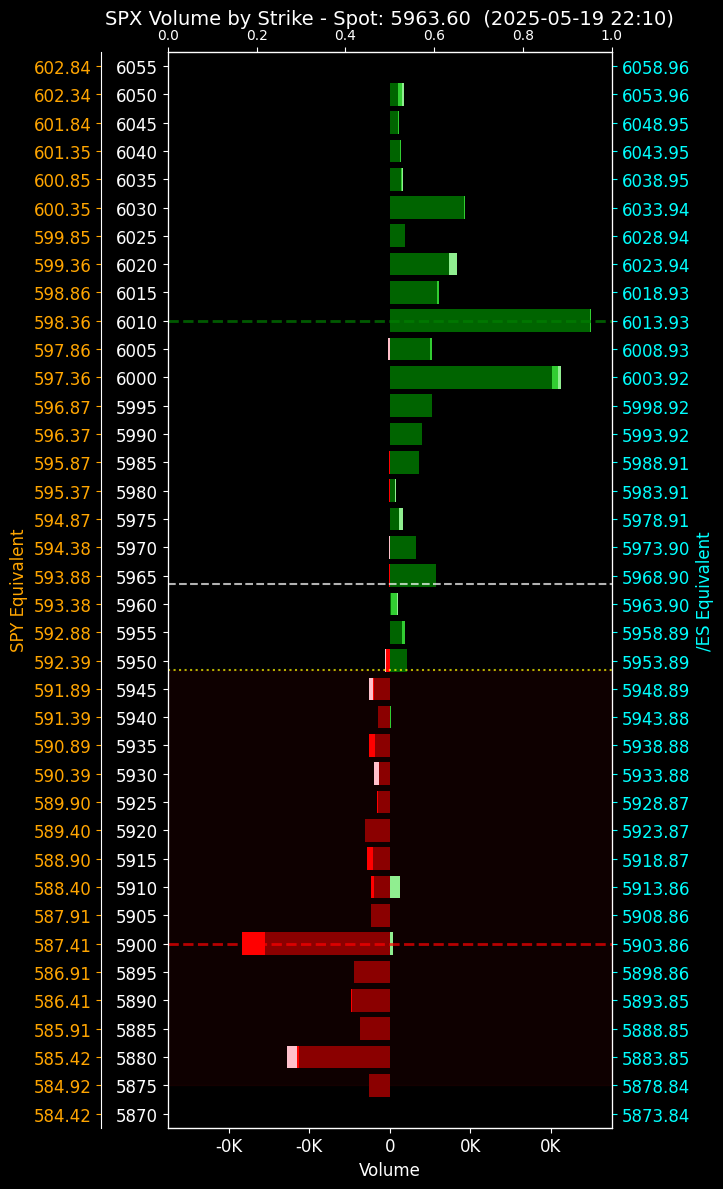 SPX Volume by Strike - Spot: 5963.60  (2025-05-19 22:10)
0.0 0.2 0.4 0.6 0.8 1.0
602.84 6055 6058.96
602.34 6050 6053.96
601.84 6045 6048.95
601.35 6040 6043.95
600.85 6035 6038.95
600.35 6030 6033.94
599.85 6025 6028.94
599.36 6020 6023.94
598.86 6015 6018.93
598.36 6010 6013.93
597.86 6005 6008.93
597.36 6000 6003.92
596.87 5995 5998.92
596.37 5990 5993.92
595.87 5985 5988.91
595.37 5980 5983.91
594.87 5975 5978.91
594.38 5970 5973.90
593.88 5965 5968.90
593.38 5960 5963.90
592.88 5955 5958.89
592.39 5950 5953.89
591.89 5945 5948.89
591.39 5940 5943.88
590.89 5935 5938.88
590.39 5930 5933.88
589.90 5925 5928.87
589.40 5920 5923.87
588.90 5915 5918.87
588.40 5910 5913.86
587.91 5905 5908.86
587.41 5900 5903.86
586.91 5895 5898.86
586.41 5890 5893.85
585.91 5885 5888.85
585.42 5880 5883.85
584.92 5875 5878.84
584.42 5870 5873.84
SPY Equivalent
/ES Equivalent
-0K -0K 0 0K 0K
Volume